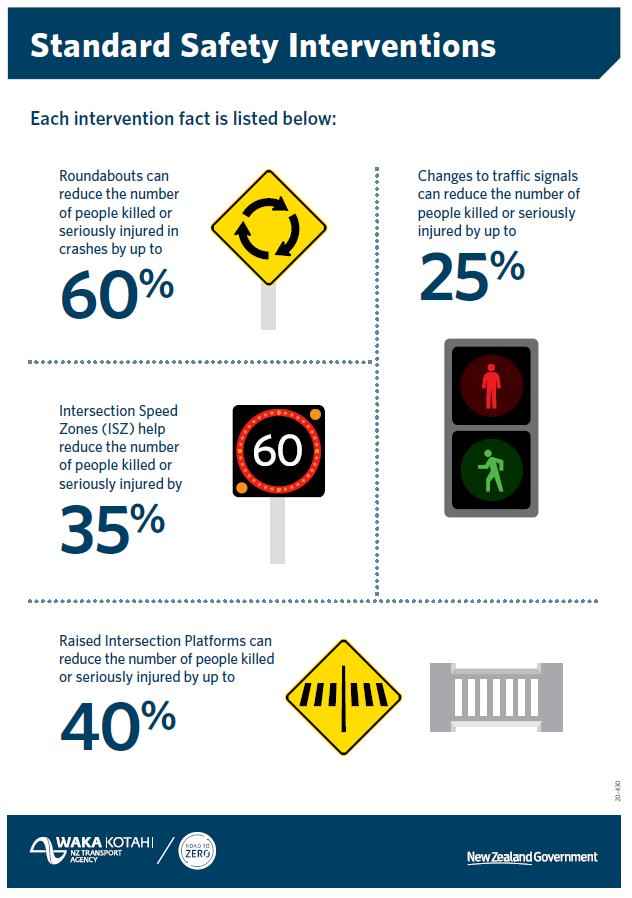 Standard Safety Interventions
Each intervention fact is listed below:
Roundabouts can
reduce the number
of people killed or
seriously injured in
crashes by up to
60%
Changes to traffic signals
can reduce the number of
people killed or seriously
injured by up to
25%
Intersection Speed
Zones (ISZ) help
reduce the number
of people killed or
seriously injured by
35%
60
Raised Intersection Platforms can
reduce the number of people killed
or seriously injured by up to
40%
20-430
WAKA KOTAHI
NZ TRANSPORT
AGENCY
ROAD TO
ZERO
New Zealand Government